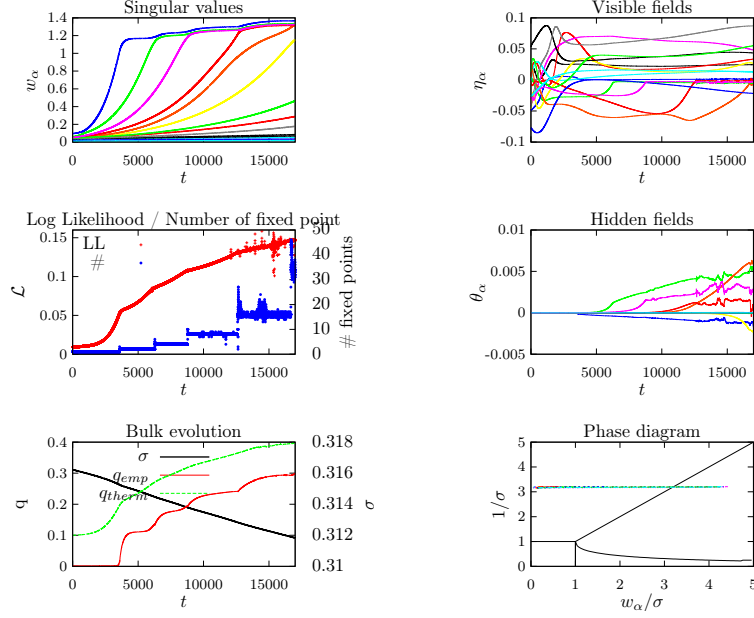 Singular values
w_α
1.4
1.2
1
0.8
0.6
0.4
0.2
0
0 5000 10000 15000
t
Visible fields
η_α
0.1
0.05
0
-0.05
-0.1
0 5000 10000 15000
t
Log Likelihood / Number of fixed point
ℒ
0.15
0.1
0.05
0
LL
#
50
40
30
20
10
0
# fixed points
0 5000 10000 15000
t
Hidden fields
θ_α
0.01
0.005
0
-0.005
0 5000 10000 15000
t
Bulk evolution
q
0.4
0.3
0.2
0.1
0
σ
q_emp
q_therm
0.318
0.316
0.314
0.312
0.31
σ
0 5000 10000 15000
t
Phase diagram
1/σ
5
4
3
2
1
0
0 1 2 3 4 5
w_α/σ